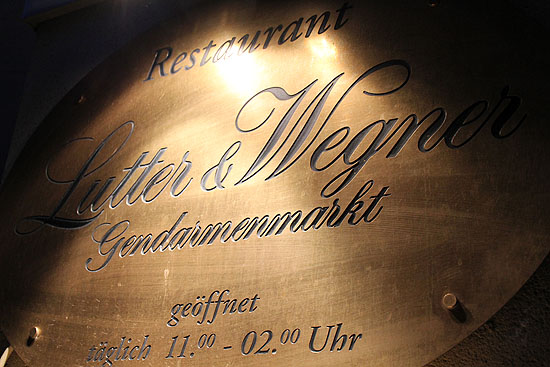 Restaurant
Lutter & Wegner
Gendarmenmarkt
geöffnet
täglich 11.00 - 02.00 Uhr